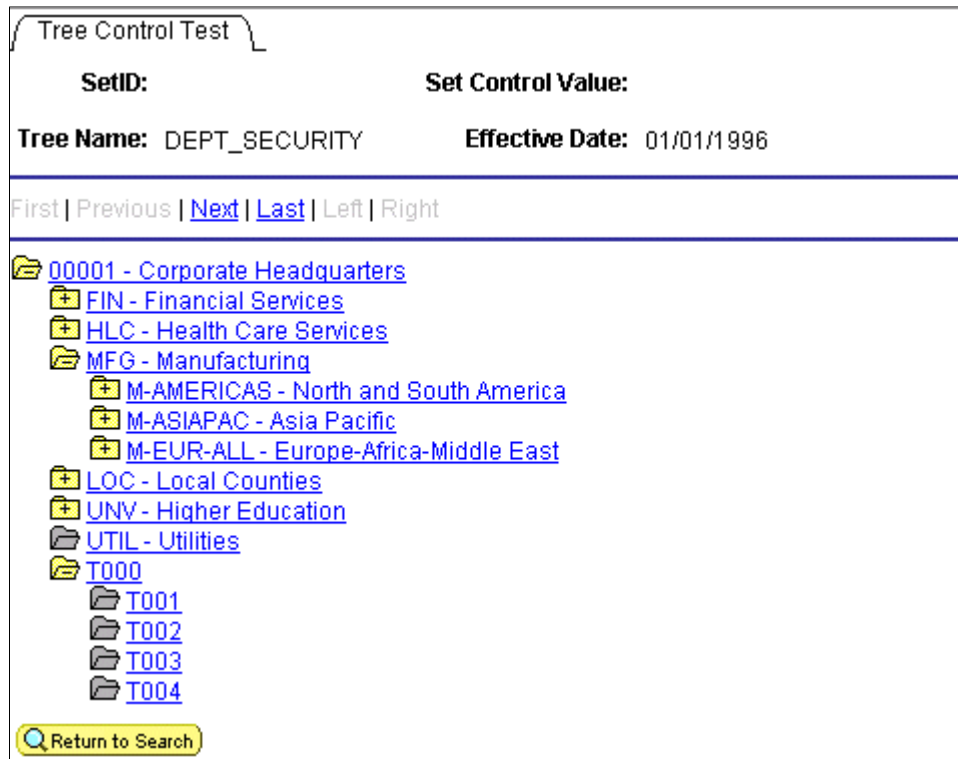 Tree Control Test
SetID: Set Control Value:
Tree Name: DEPT_SECURITY Effective Date: 01/01/1996
First | Previous | Next | Last | Left | Right
00001 - Corporate Headquarters
FIN - Financial Services
HLC - Health Care Services
MFG - Manufacturing
M-AMERICAS - North and South America
M-ASIAPAC - Asia Pacific
M-EUR-ALL - Europe-Africa-Middle East
LOC - Local Counties
UNV - Higher Education
UTIL - Utilities
T000
T001
T002
T003
T004
Return to Search